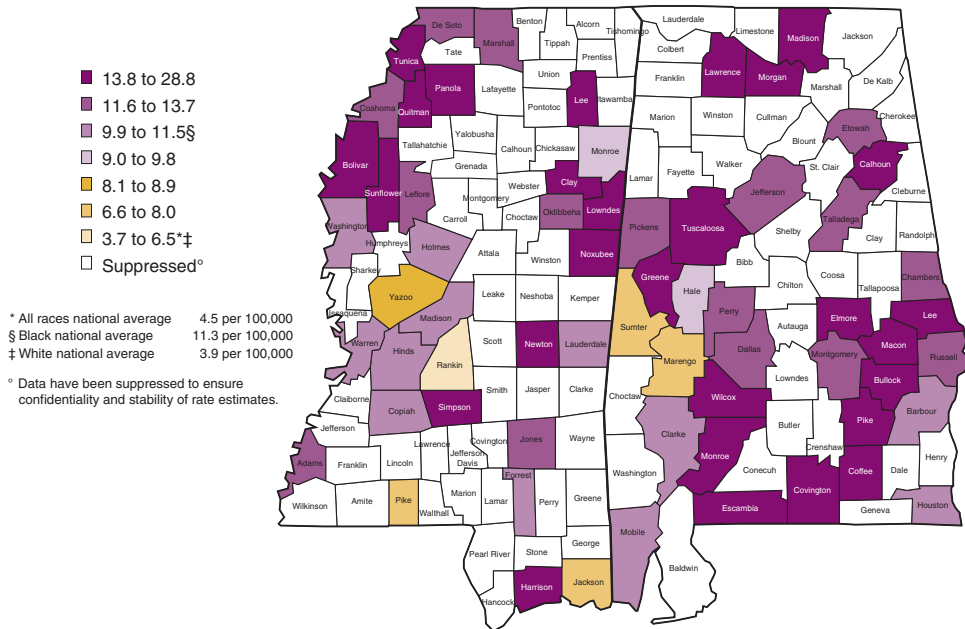 13.8 to 28.8
11.6 to 13.7
9.9 to 11.5§
9.0 to 9.8
8.1 to 8.9
6.6 to 8.0
3.7 to 6.5*‡
Suppressed°
* All races national average 4.5 per 100,000
§ Black national average 11.3 per 100,000
‡ White national average 3.9 per 100,000
° Data have been suppressed to ensure
confidentiality and stability of rate estimates.
De Soto
Marshall
Benton
Alcorn
Tishomingo
Tippah
Prentiss
Tunica
Tate
Panola
Lafayette
Union
Lee
Itawamba
Pontotoc
Quitman
Coahoma
Yalobusha
Calhoun
Chickasaw
Monroe
Tallahatchie
Grenada
Bolivar
Sunflower
Leflore
Webster
Clay
Montgomery
Carroll
Choctaw
Oktibbeha
Lowndes
Washington
Humphreys
Holmes
Attala
Winston
Noxubee
Sharkey
Issaquena
Yazoo
Leake
Neshoba
Kemper
Madison
Warren
Hinds
Rankin
Scott
Newton
Lauderdale
Claiborne
Copiah
Simpson
Smith
Jasper
Clarke
Jefferson
Lawrence
Jefferson
Davis
Covington
Jones
Wayne
Adams
Franklin
Lincoln
Wilkinson
Amite
Pike
Walthall
Marion
Lamar
Forrest
Perry
Greene
Pearl River
Stone
George
Hancock
Harrison
Jackson
Lauderdale
Limestone
Madison
Jackson
Colbert
Lawrence
Morgan
Franklin
Marshall
De Kalb
Marion
Winston
Cullman
Etowah
Cherokee
Blount
Lamar
Fayette
Walker
St. Clair
Calhoun
Jefferson
Cleburne
Pickens
Tuscaloosa
Shelby
Talladega
Clay
Randolph
Greene
Hale
Bibb
Chilton
Coosa
Tallapoosa
Chambers
Sumter
Perry
Autauga
Elmore
Lee
Marengo
Dallas
Montgomery
Macon
Russell
Choctaw
Wilcox
Lowndes
Bullock
Clarke
Butler
Crenshaw
Pike
Barbour
Monroe
Conecuh
Washington
Covington
Coffee
Dale
Henry
Escambia
Geneva
Houston
Mobile
Baldwin